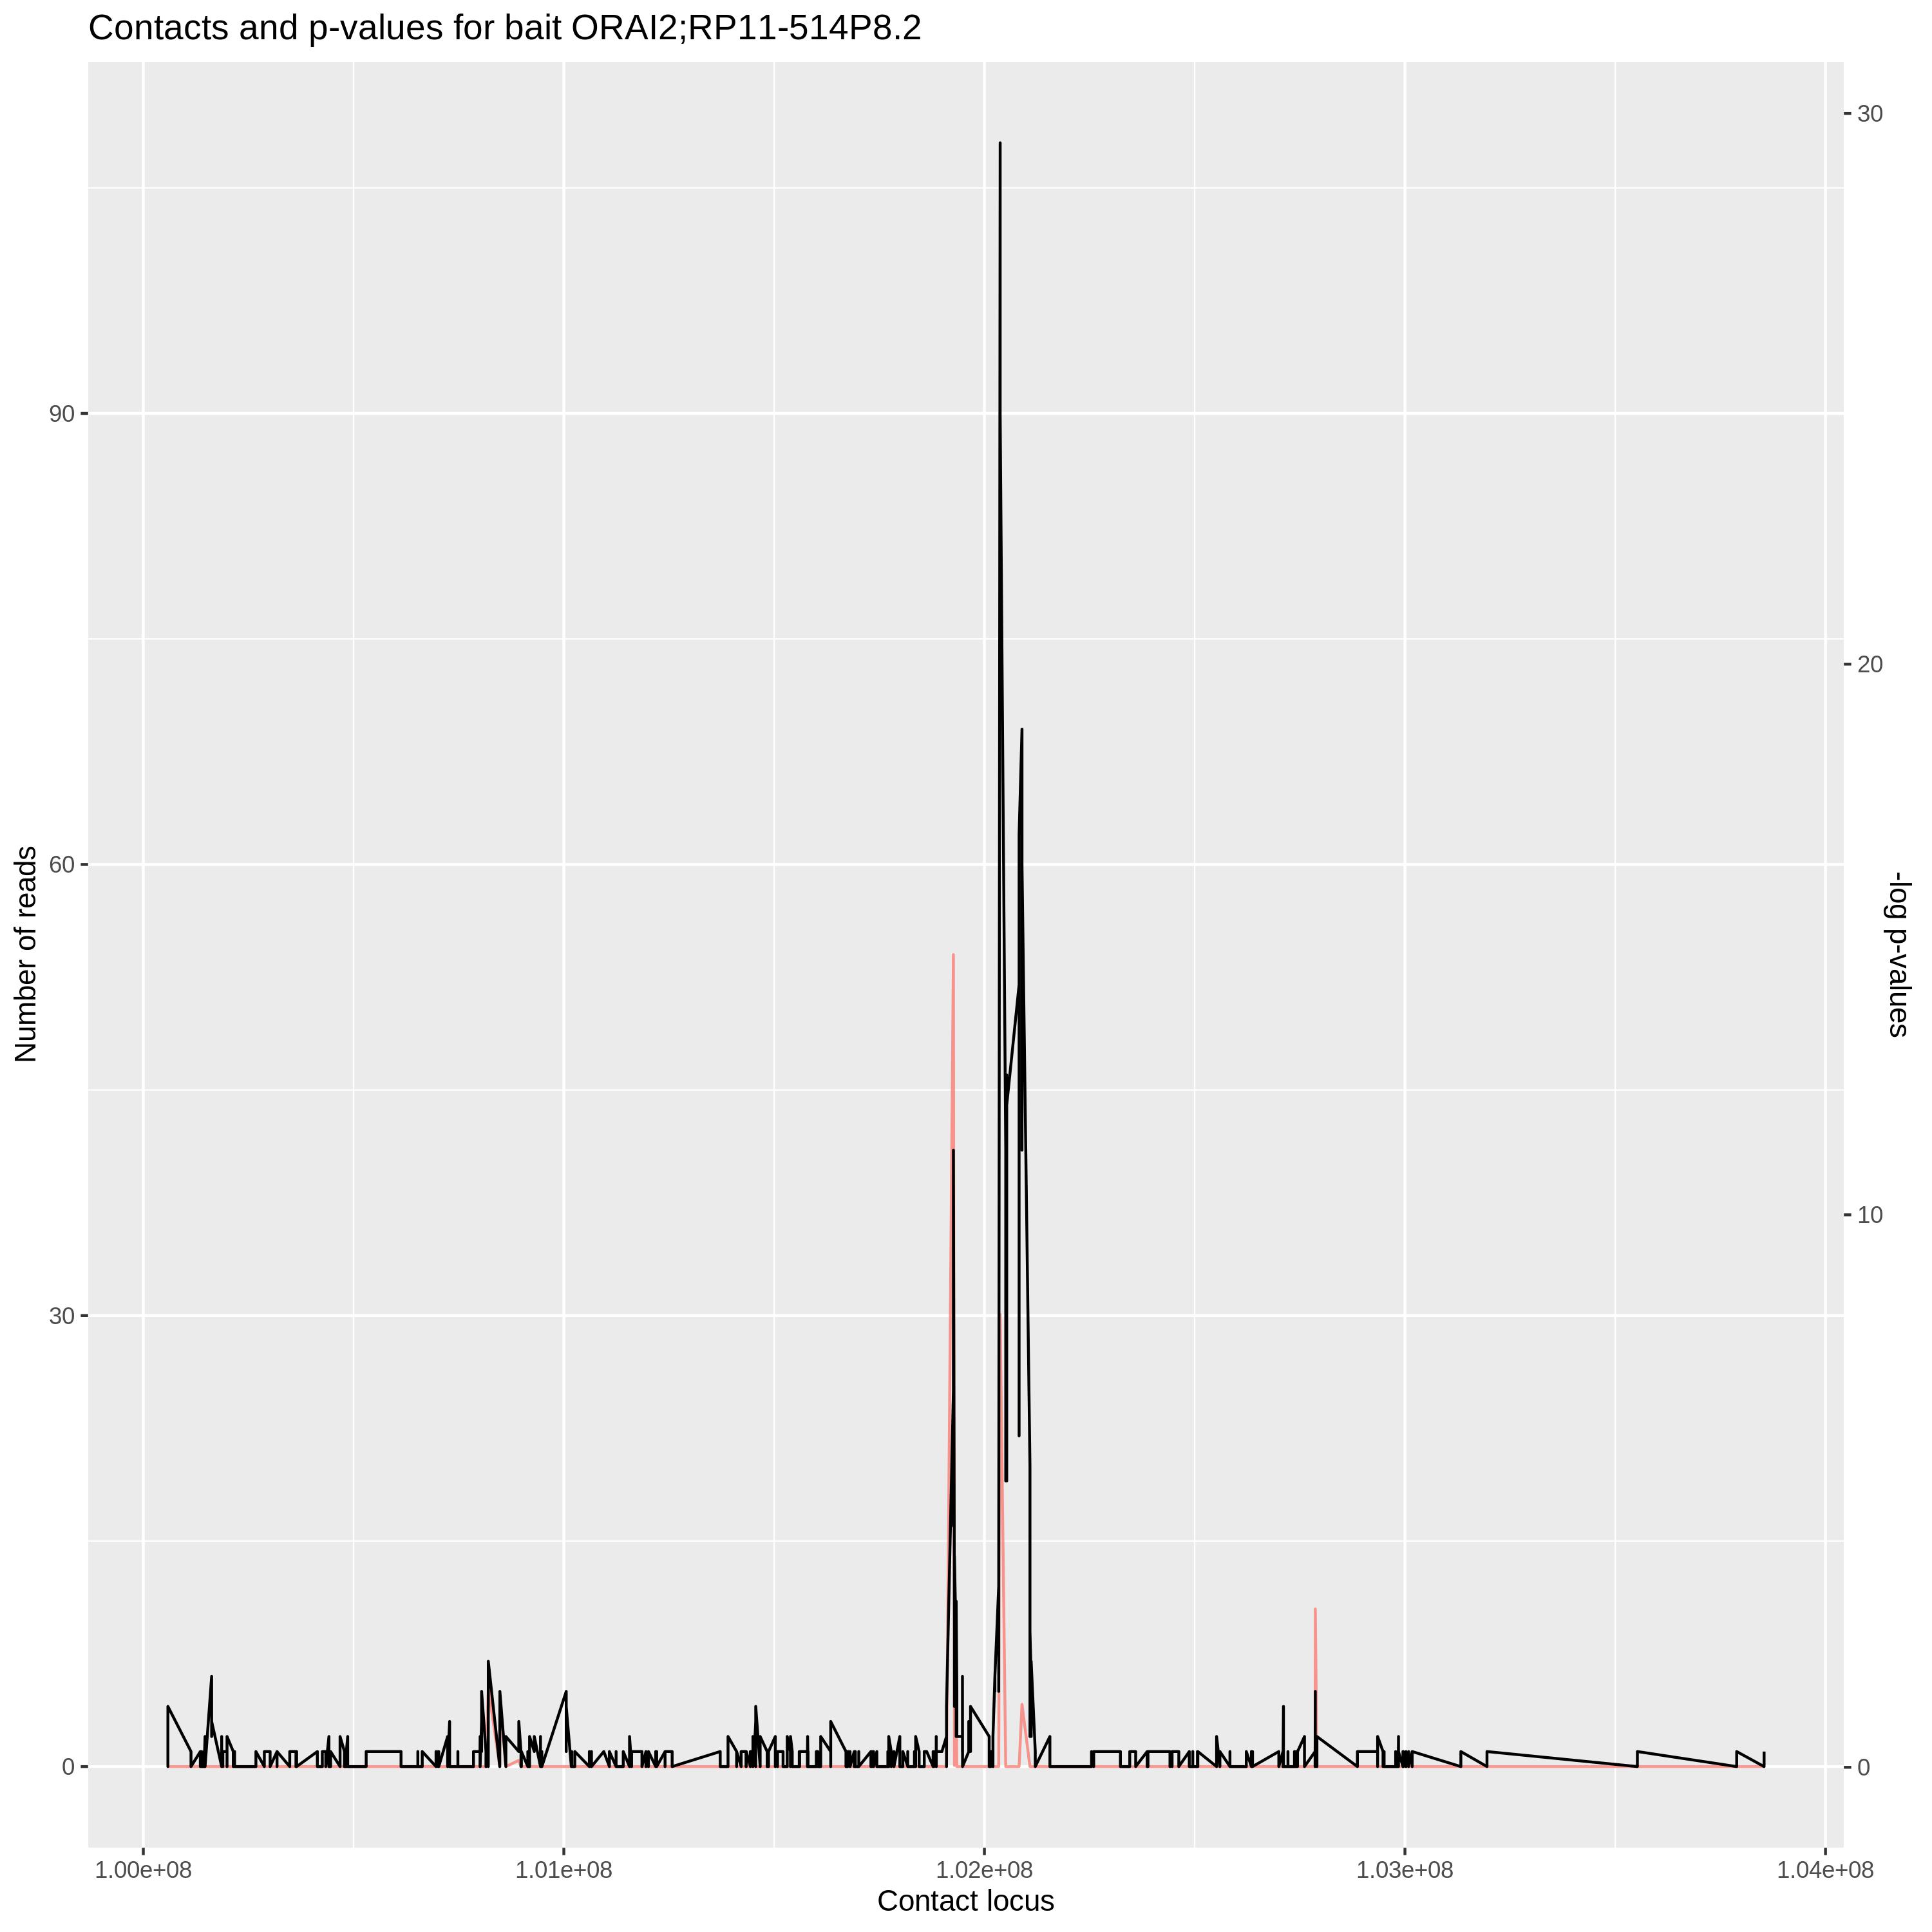 Contacts and p-values for bait ORAI2;RP11-514P8.2
30
90
20
60
Number of reads
-log p-values
10
30
0
0
1.00e+08
1.01e+08
1.02e+08
1.03e+08
1.04e+08
Contact locus